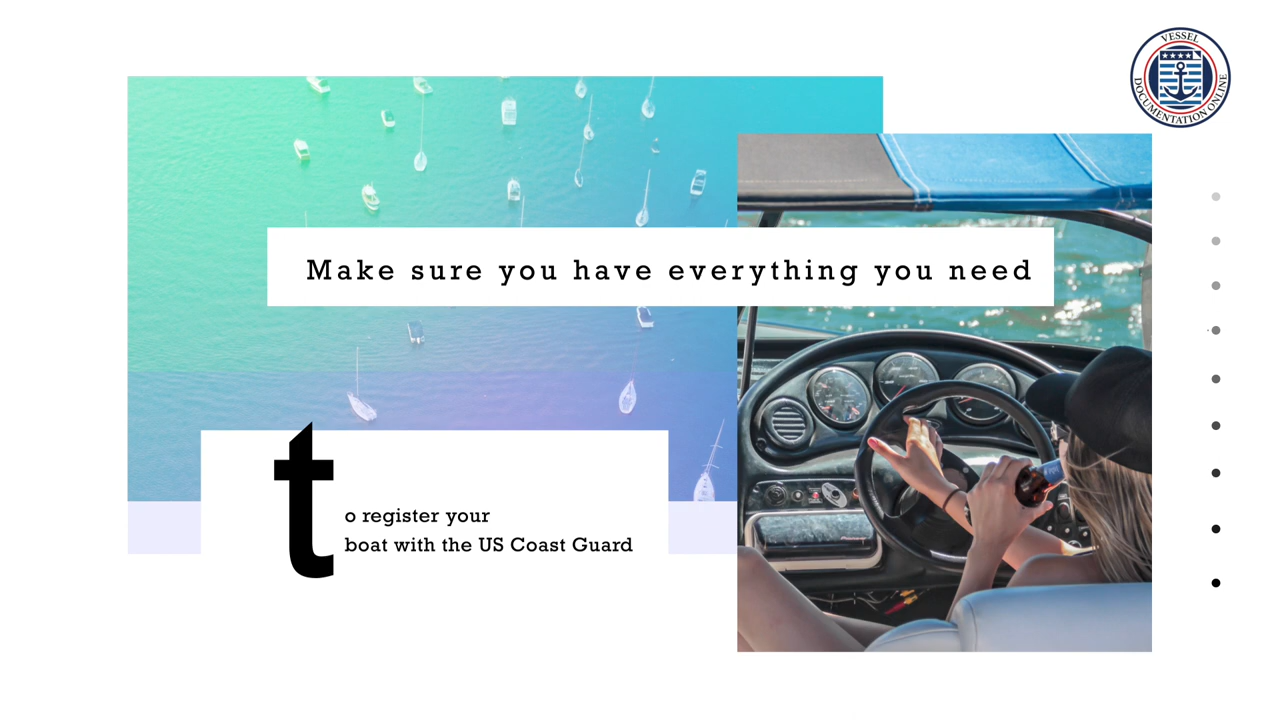 VESSEL
DOCUMENTATION ONLINE
Make sure you have everything you need
to register your
boat with the US Coast Guard